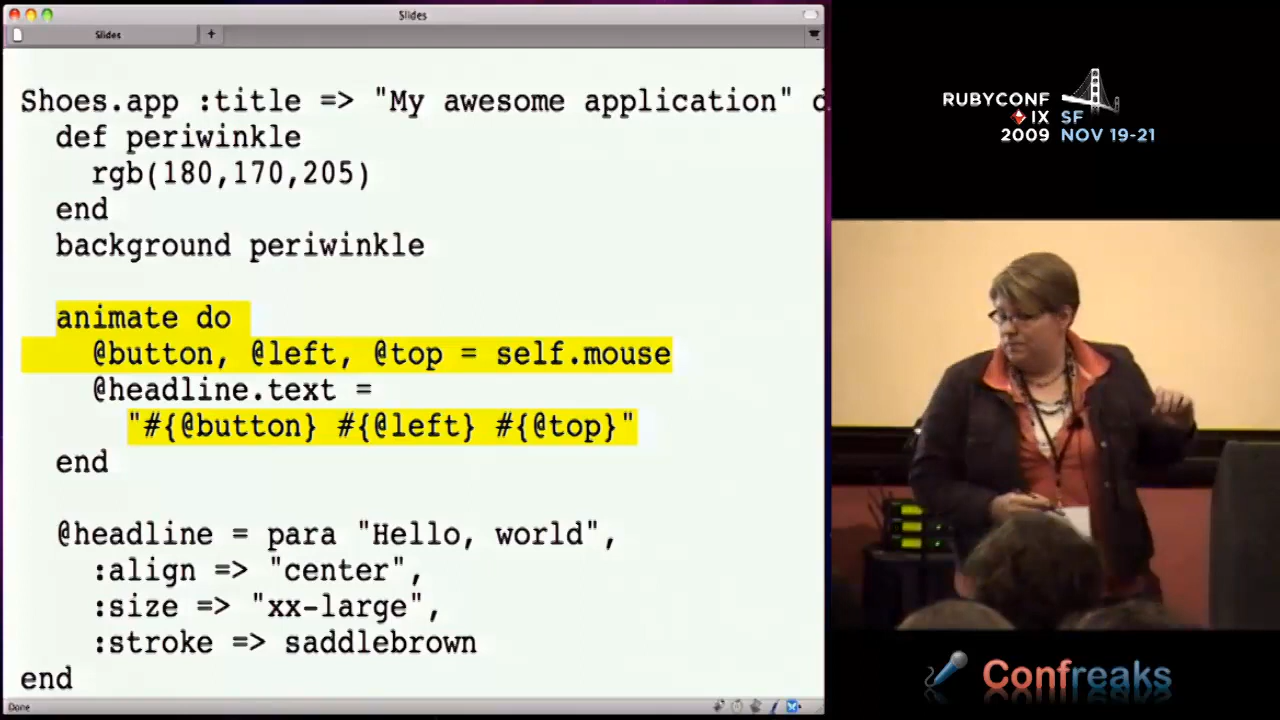 Slides
Slides
+
Shoes.app :title => "My awesome application" d
def periwinkle
rgb(180,170,205)
end
background periwinkle
animate do
@button, @left, @top = self.mouse
@headline.text =
"#{@button} #{@left} #{@top}"
end
@headline = para "Hello, world",
:align => "center",
:size => "xx-large",
:stroke => saddlebrown
end
Done
RUBYCONF
IX SF
2009 NOV 19-21
Confreaks